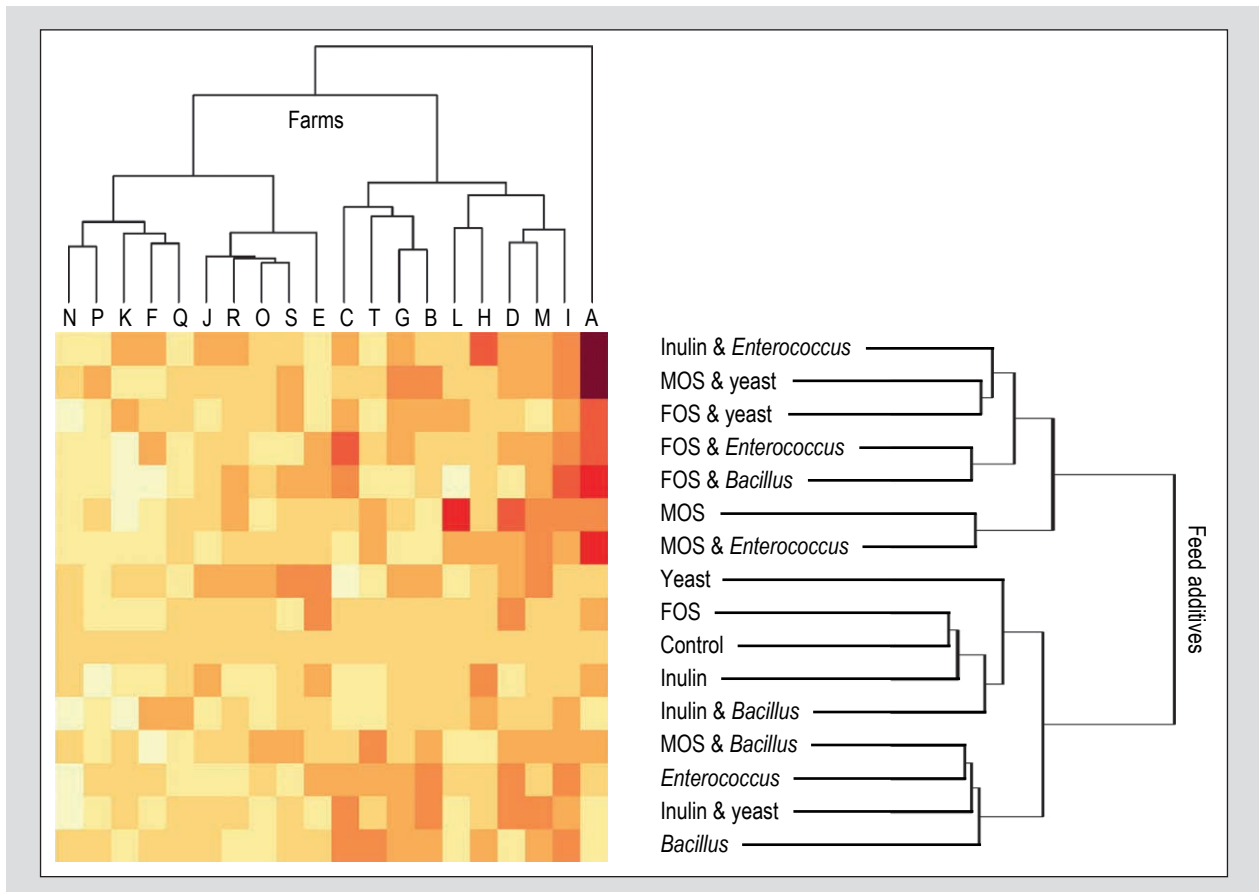 Farms
N P K F Q J R O S E C T G B L H D M I A
Inulin & Enterococcus
MOS & yeast
FOS & yeast
FOS & Enterococcus
FOS & Bacillus
MOS
MOS & Enterococcus
Yeast
FOS
Control
Inulin
Inulin & Bacillus
MOS & Bacillus
Enterococcus
Inulin & yeast
Bacillus
Feed additives